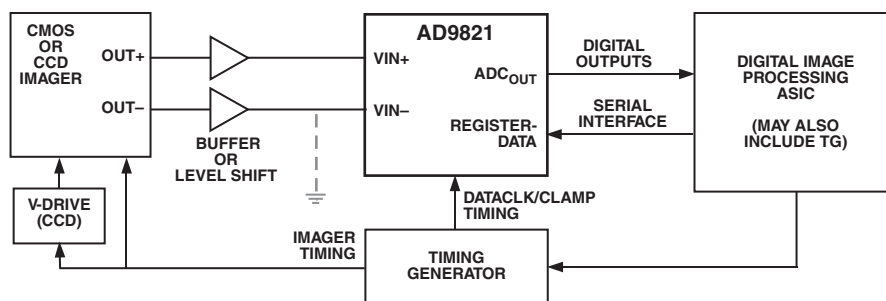 CMOS
OR
CCD
IMAGER
OUT+
OUT–
BUFFER
OR
LEVEL SHIFT
AD9821
VIN+
VIN–
ADCOUT
REGISTER-
DATA
DIGITAL
OUTPUTS
SERIAL
INTERFACE
DIGITAL IMAGE
PROCESSING
ASIC
(MAY ALSO
INCLUDE TG)
V-DRIVE
(CCD)
IMAGER
TIMING
DATACLK/CLAMP
TIMING
TIMING
GENERATOR